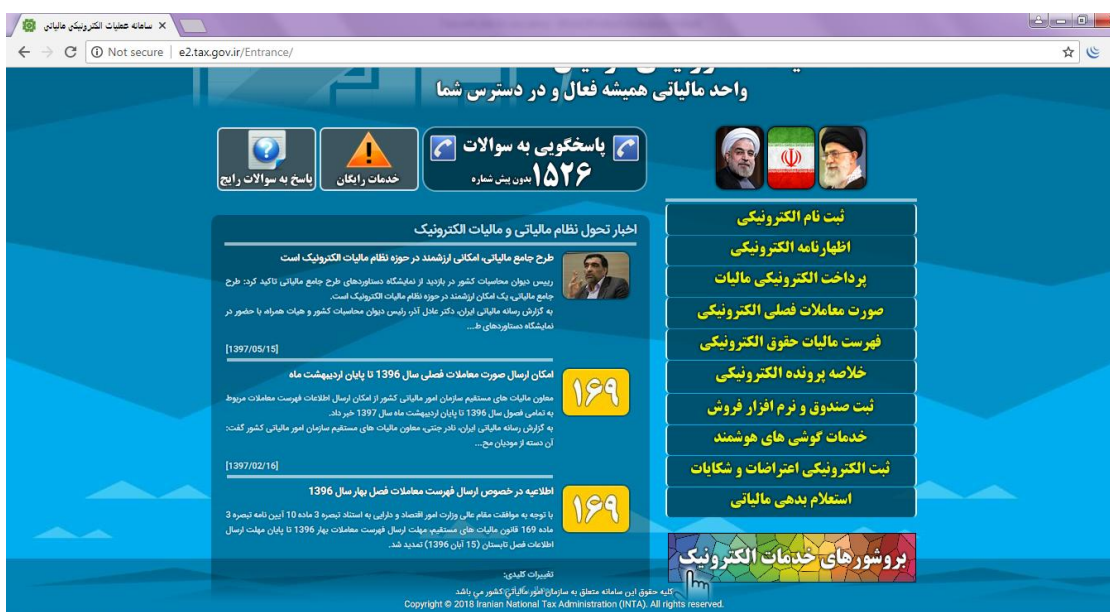 سامانه عملیات الکترونیکی مالیاتی
Not secure | e2.tax.gov.ir/Entrance/
واحد مالیاتی همیشه فعال و در دسترس شما
پاسخگویی به سوالات
۱۵۲۶ بدون پیش شماره
خدمات رایگان
پاسخ به سوالات رایج
ثبت نام الکترونیکی
اظهارنامه الکترونیکی
پرداخت الکترونیکی مالیات
صورت معاملات فصلی الکترونیکی
فهرست مالیات حقوق الکترونیکی
خلاصه پرونده الکترونیکی
ثبت صندوق و نرم افزار فروش
خدمات گوشی های هوشمند
ثبت الکترونیکی اعتراضات و شکایات
استعلام بدهی مالیاتی
بروشورهای خدمات الکترونیک
اخبار تحول نظام مالیاتی و مالیات الکترونیک
طرح جامع مالیاتی، امکانی ارزشمند در حوزه نظام مالیات الکترونیک است
رییس دیوان محاسبات کشور در بازدید از نمایشگاه دستاوردهای طرح جامع مالیاتی تاکید کرد: طرح
جامع مالیاتی، یک امکان ارزشمند در حوزه نظام مالیات الکترونیک است.
به گزارش رسانه مالیاتی ایران، دکتر عادل آذر، رئیس دیوان محاسبات کشور و هیات همراه، با حضور در
نمایشگاه دستاوردهای ط....
[1397/05/15]
امکان ارسال صورت معاملات فصلی سال 1396 تا پایان اردیبهشت ماه
۱۶۹
معاون مالیات های مستقیم سازمان امور مالیاتی کشور از امکان ارسال اطلاعات فهرست معاملات مربوط
به تمامی فصول سال 1396 تا پایان اردیبهشت ماه سال 1397 خبر داد.
به گزارش رسانه مالیاتی ایران، نادر جنتی، معاون مالیات های مستقیم سازمان امور مالیاتی کشور گفت:
آن دسته از مودیان مح...
[1397/02/16]
اطلاعیه در خصوص ارسال فهرست معاملات فصل بهار سال 1396
۱۶۹
با توجه به موافقت مقام عالی وزارت امور اقتصاد و دارایی به استناد تبصره 3 ماده 10 آیین نامه تبصره 3
ماده 169 قانون مالیات های مستقیم، مهلت ارسال فهرست معاملات بهار 1396 تا پایان مهلت ارسال
اطلاعات فصل تابستان (15 آبان 1396) تمدید شد.
تغییرات کلیدی:
کلیه حقوق این سامانه متعلق به سازمان امور مالیاتی کشور می باشد
Copyright © 2018 Iranian National Tax Administration (INTA). All rights reserved.